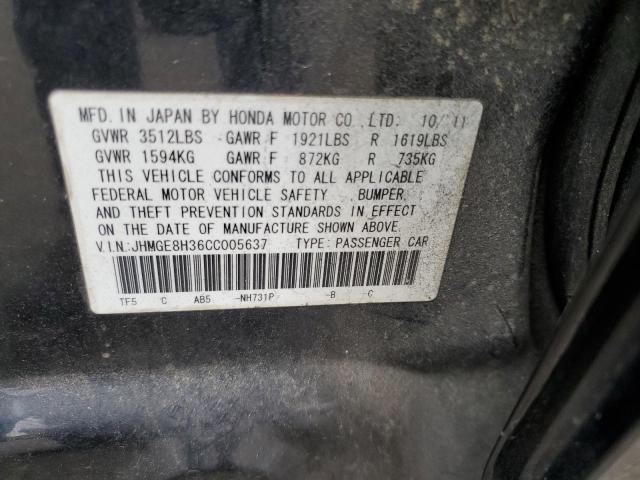 MFD. IN JAPAN BY HONDA MOTOR CO.,LTD. 10/11
GVWR 3512LBS GAWR F 1921LBS R 1619LBS
GVWR 1594KG GAWR F 872KG R 735KG
THIS VEHICLE CONFORMS TO ALL APPLICABLE
FEDERAL MOTOR VEHICLE SAFETY ,BUMPER,
AND THEFT PREVENTION STANDARDS IN EFFECT
ON THE DATE OF MANUFACTURE SHOWN ABOVE.
V.I.N.:JHMGE8H36CC005637 TYPE: PASSENGER CAR
TF5 C AB5 -NH731P -B -C